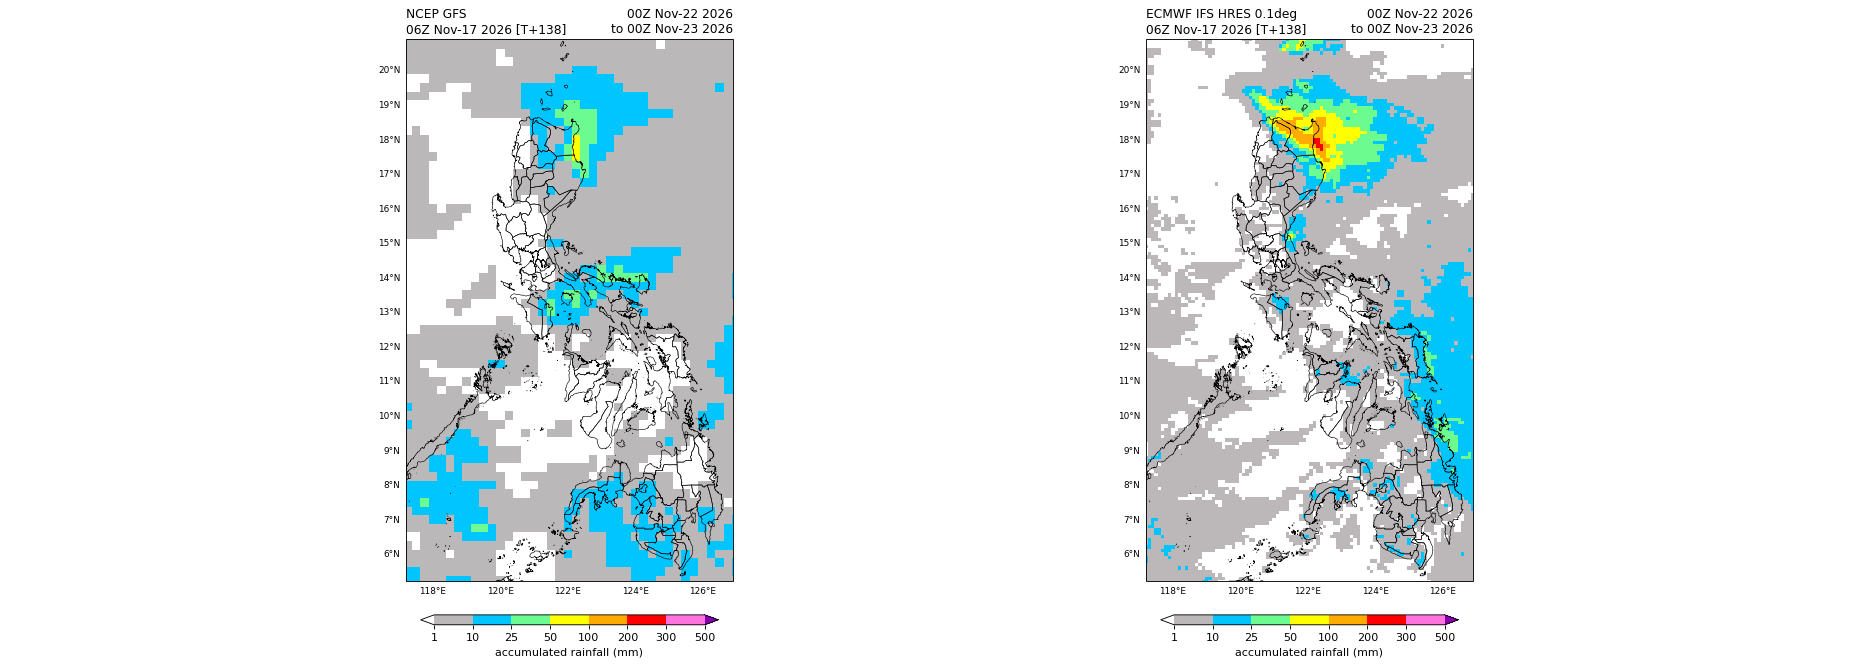 NCEP GFS 00Z Nov-22 2026
06Z Nov-17 2026 [T+138] to 00Z Nov-23 2026
20°N
19°N
18°N
17°N
16°N
15°N
14°N
13°N
12°N
11°N
10°N
9°N
8°N
7°N
6°N
118°E 120°E 122°E 124°E 126°E
1 10 25 50 100 200 300 500
accumulated rainfall (mm)
ECMWF IFS HRES 0.1deg 00Z Nov-22 2026
06Z Nov-17 2026 [T+138] to 00Z Nov-23 2026
20°N
19°N
18°N
17°N
16°N
15°N
14°N
13°N
12°N
11°N
10°N
9°N
8°N
7°N
6°N
118°E 120°E 122°E 124°E 126°E
1 10 25 50 100 200 300 500
accumulated rainfall (mm)